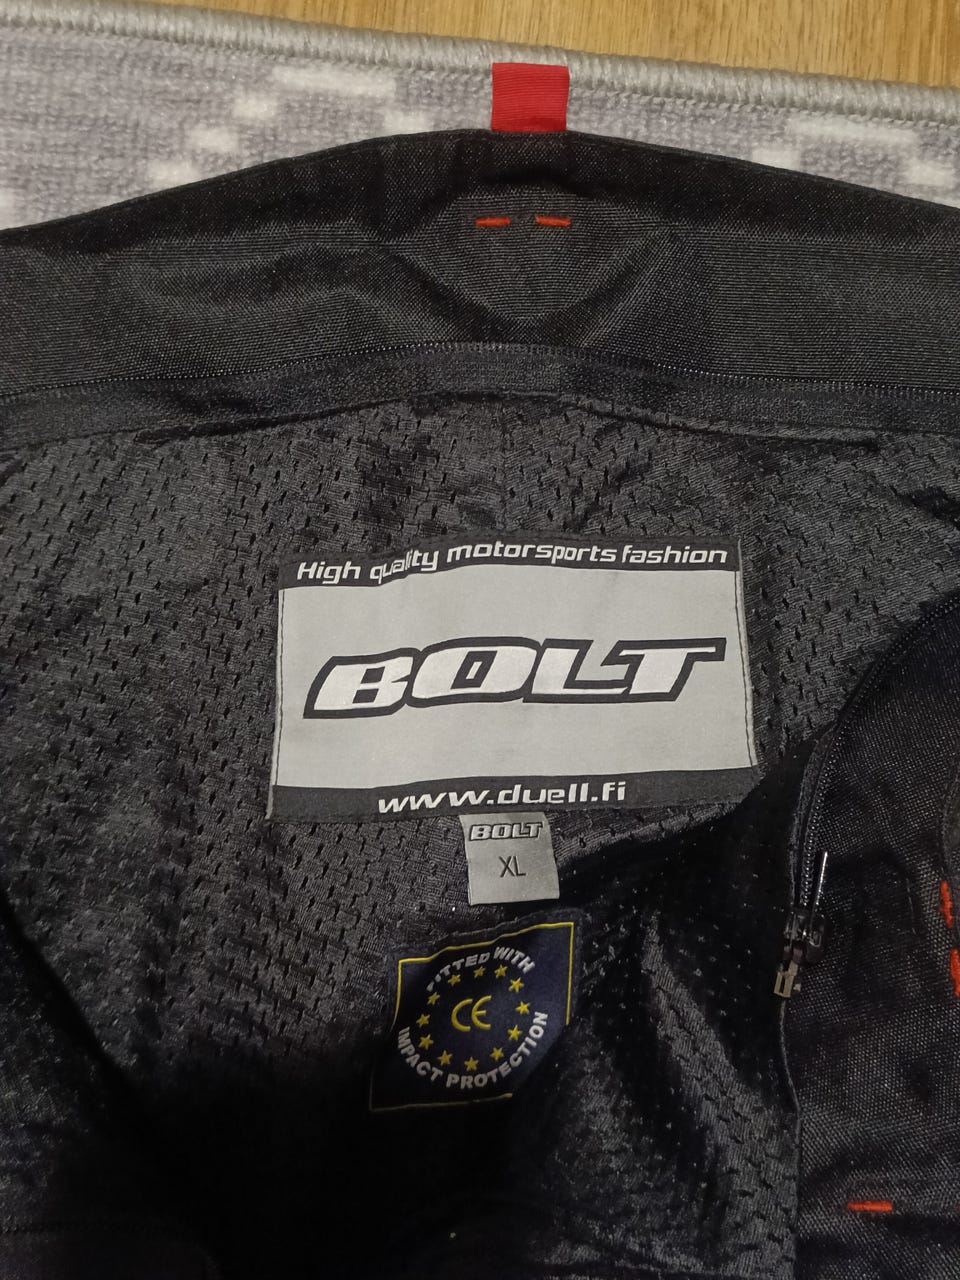 High quality motorsports fashion
BOLT
www.duell.fi
BOLT
XL
FITTED WITH
CE
IMPACT PROTECTION